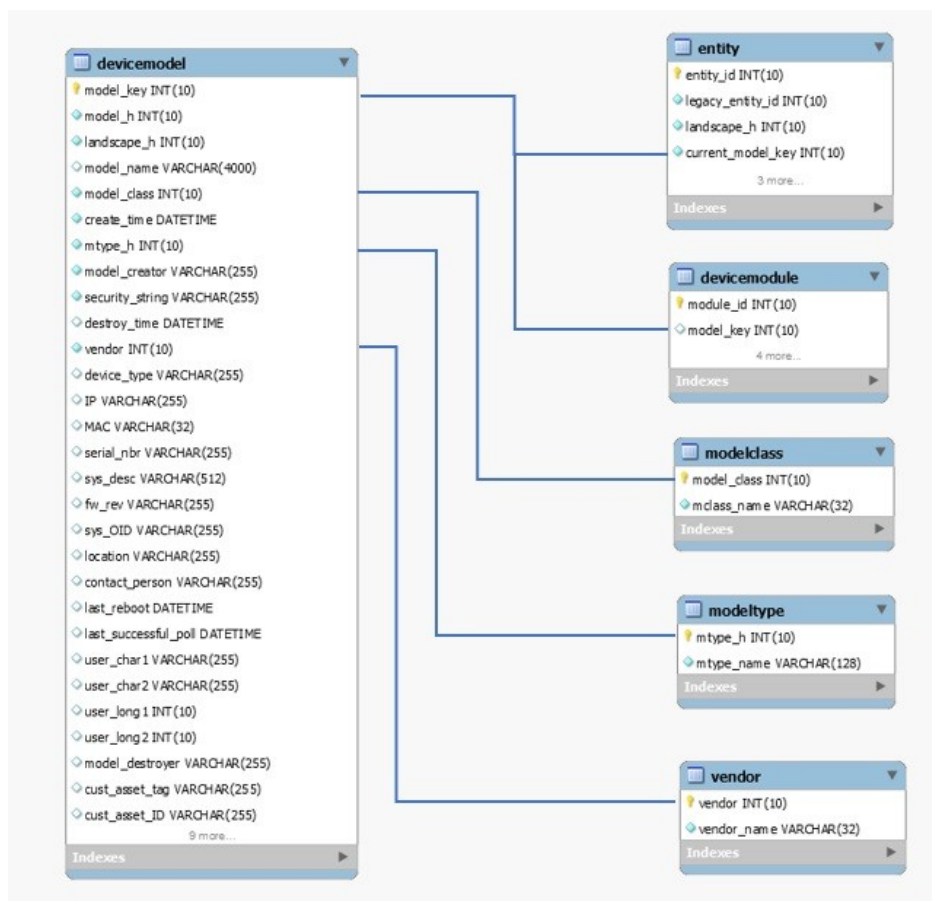 devicemodel
model_key INT(10)
model_h INT(10)
landscape_h INT(10)
model_name VARCHAR(4000)
model_class INT(10)
create_time DATETIME
mtype_h INT(10)
model_creator VARCHAR(255)
security_string VARCHAR(255)
destroy_time DATETIME
vendor INT(10)
device_type VARCHAR(255)
IP VARCHAR(255)
MAC VARCHAR(32)
serial_nbr VARCHAR(255)
sys_desc VARCHAR(512)
fw_rev VARCHAR(255)
sys_OID VARCHAR(255)
location VARCHAR(255)
contact_person VARCHAR(255)
last_reboot DATETIME
last_successful_poll DATETIME
user_char1 VARCHAR(255)
user_char2 VARCHAR(255)
user_long1 INT(10)
user_long2 INT(10)
model_destroyer VARCHAR(255)
cust_asset_tag VARCHAR(255)
cust_asset_ID VARCHAR(255)
9 more...
Indexes
entity
entity_id INT(10)
legacy_entity_id INT(10)
landscape_h INT(10)
current_model_key INT(10)
3 more...
Indexes
devicemodule
module_id INT(10)
model_key INT(10)
4 more...
Indexes
modelclass
model_class INT(10)
mclass_name VARCHAR(32)
Indexes
modeltype
mtype_h INT(10)
mtype_name VARCHAR(128)
Indexes
vendor
vendor INT(10)
vendor_name VARCHAR(32)
Indexes